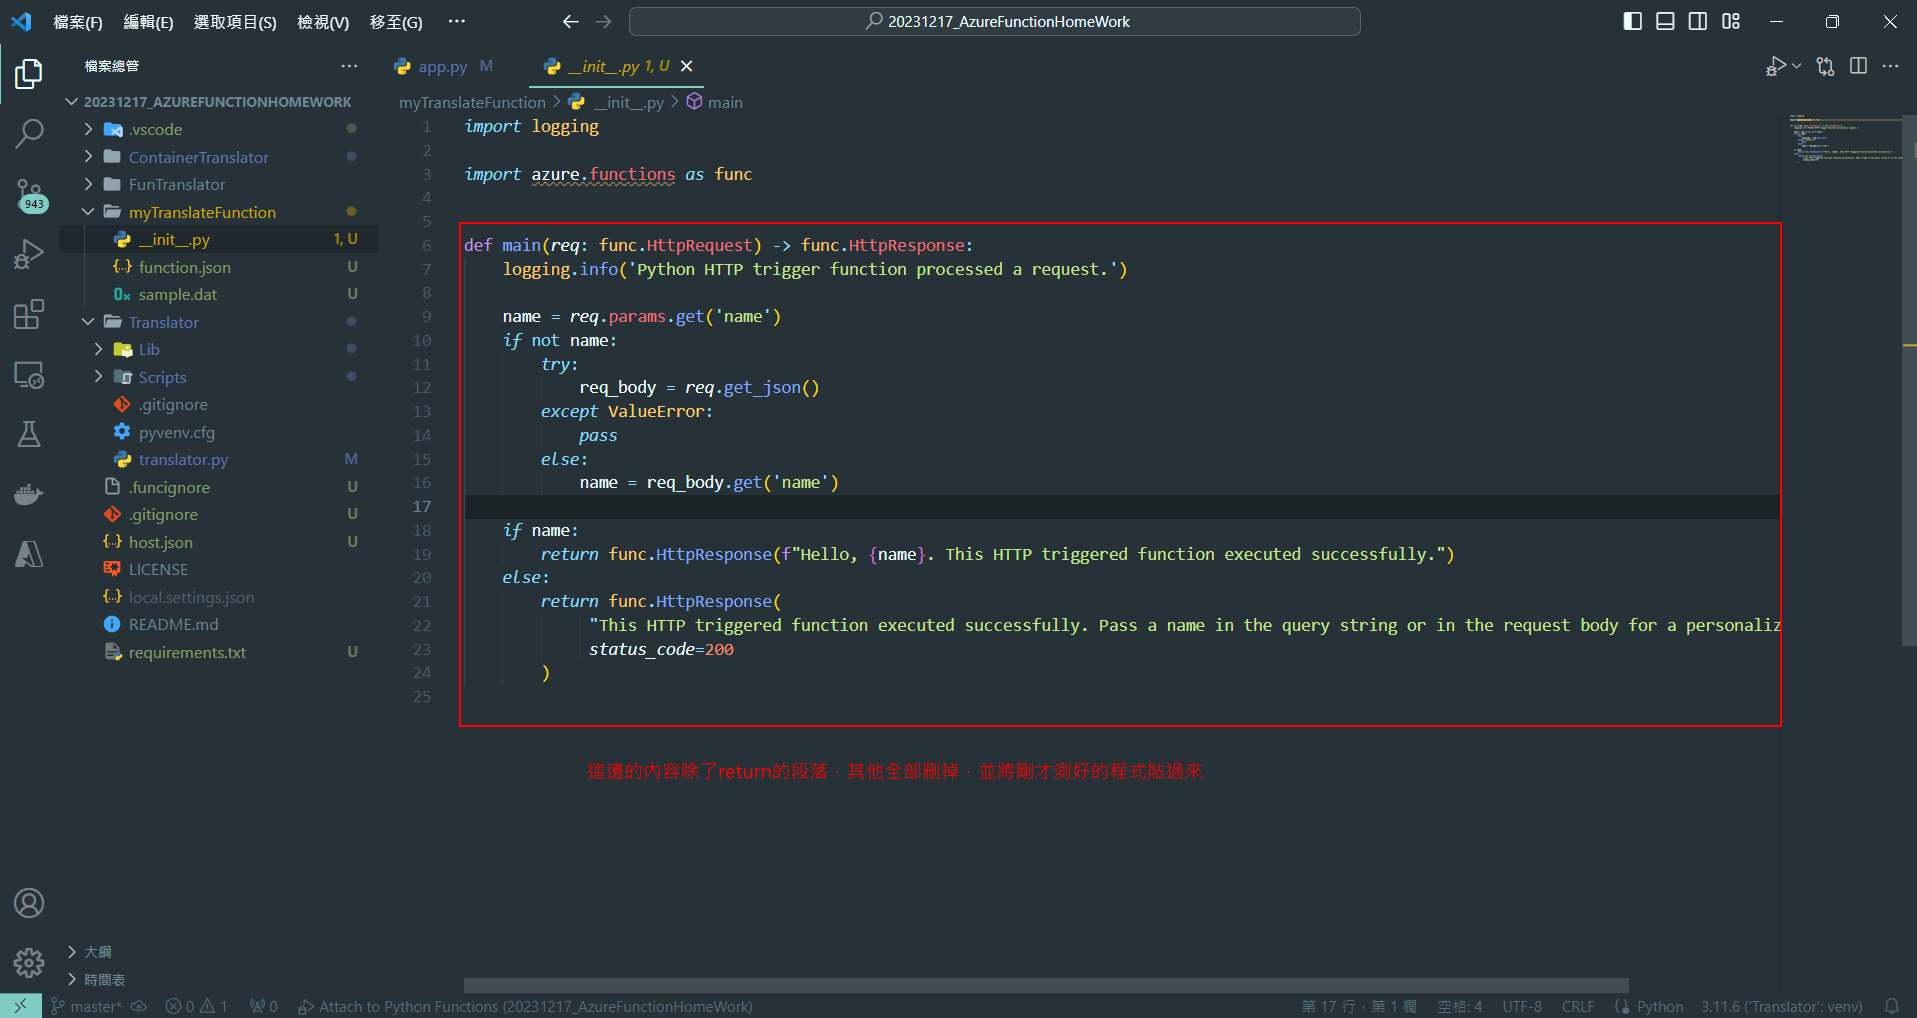 檔案(F) 編輯(E) 選取項目(S) 檢視(V) 移至(G) ··· 20231217_AzureFunctionHomeWork
檔案總管 ···
app.py M __init__.py 1, U
20231217_AZUREFUNCTIONHOMEWORK
.vscode
ContainerTranslator
FunTranslator
myTranslateFunction
__init__.py 1, U
function.json U
sample.dat U
Translator
Lib
Scripts
.gitignore
pyvenv.cfg
translator.py M
.funcignore U
.gitignore U
host.json U
LICENSE
local.settings.json
README.md
requirements.txt U
943
大綱
時間表
myTranslateFunction > __init__.py > main
1 import logging
2
3 import azure.functions as func
4
5
6 def main(req: func.HttpRequest) -> func.HttpResponse:
7 logging.info('Python HTTP trigger function processed a request.')
8
9 name = req.params.get('name')
10 if not name:
11 try:
12 req_body = req.get_json()
13 except ValueError:
14 pass
15 else:
16 name = req_body.get('name')
17
18 if name:
19 return func.HttpResponse(f"Hello, {name}. This HTTP triggered function executed successfully.")
20 else:
21 return func.HttpResponse(
22 "This HTTP triggered function executed successfully. Pass a name in the query string or in the request body for a personaliz
23 status_code=200
24 )
25
這邊的內容除了return的段落，其他全部刪掉，並將剛才測好的程式貼過來
master* 0 1 0 Attach to Python Functions (20231217_AzureFunctionHomeWork) 第 17 行，第 1 欄 空格: 4 UTF-8 CRLF Python 3.11.6 ('Translator': venv)